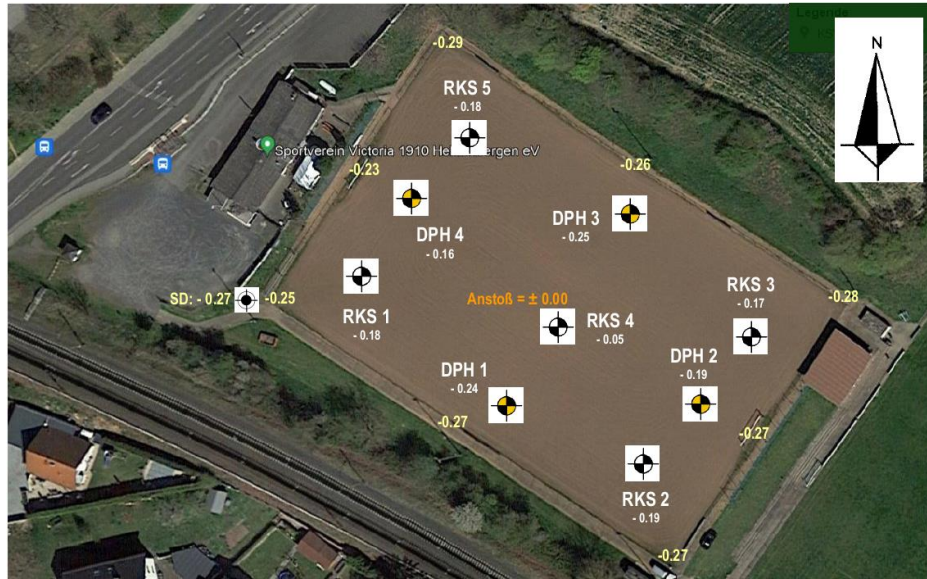 Legende
N
-0.29
RKS 5
- 0.18
Sportverein Victoria 1910 He
ergen eV
-0.23
-0.26
DPH 3
- 0.25
DPH 4
- 0.16
RKS 3
- 0.17
-0.28
SD: - 0.27
-0.25
Anstoß = ± 0.00
RKS 1
- 0.18
RKS 4
- 0.05
DPH 1
- 0.24
DPH 2
- 0.19
-0.27
-0.27
RKS 2
- 0.19
-0.27